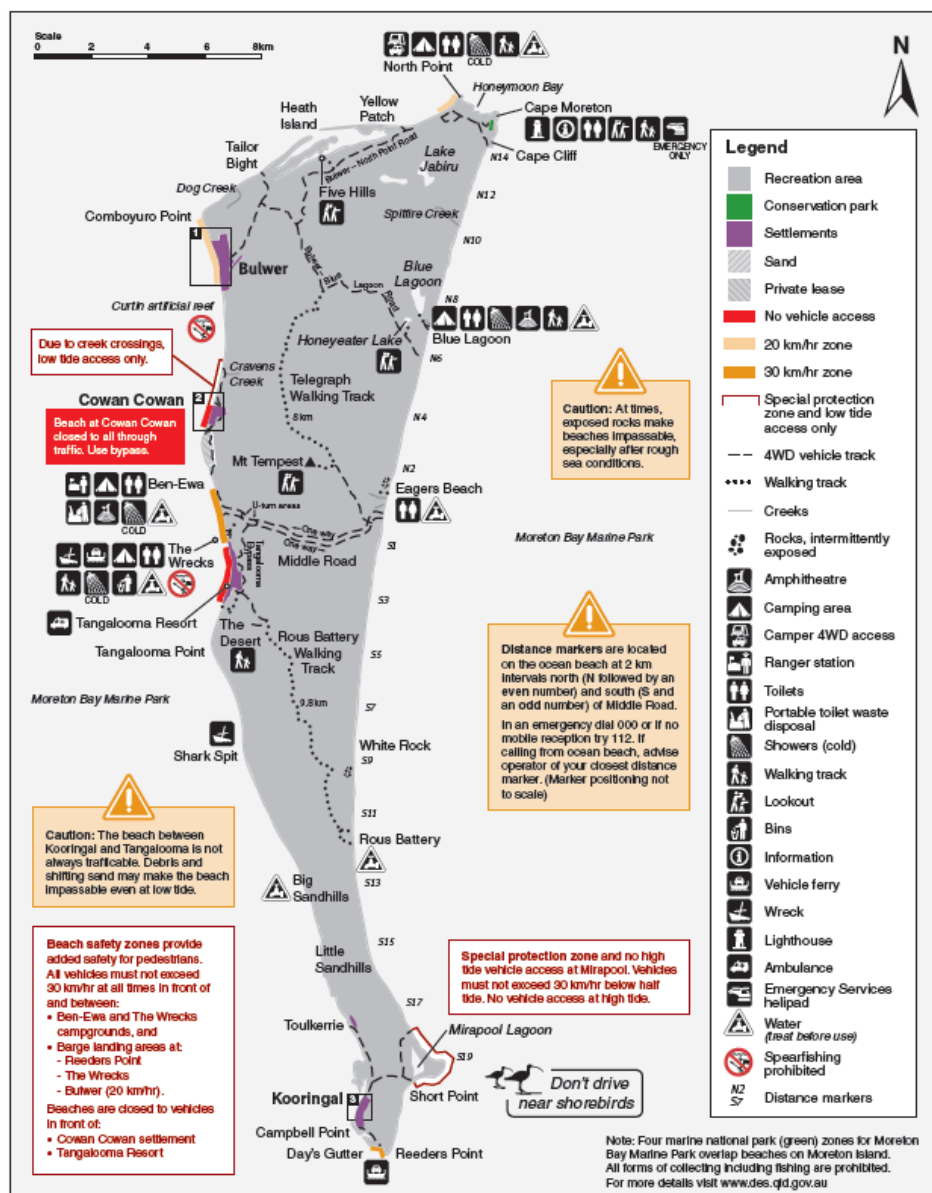 Scale
0 2 4 6 8km
N
COLD
North Point
Honeymoon Bay
Heath
Island
Yellow
Patch
Cape Moreton
EMERGENCY
ONLY
Cape Cliff
N14
Tailor
Bight
Bulwer–North Point Road
Lake
Jabiru
Dog Creek
Five Hills
N12
Comboyuro Point
Spitfire Creek
N10
1
Bulwer
Bulwer
Blue
Lagoon
Road
Blue
Lagoon
N8
Curtin artificial reef
Blue Lagoon
Honeyeater Lake
N6
Due to creek crossings,
low tide access only.
Cravens
Creek
Telegraph
Walking Track
8km
Cowan Cowan
2
N4
Beach at Cowan Cowan
closed to all through
traffic. Use bypass.
Caution: At times,
exposed rocks make
beaches impassable,
especially after rough
sea conditions.
Mt Tempest
N2
Ben-Ewa
COLD
Eagers Beach
U-turn areas
One way
One way
S1
Middle Road
Moreton Bay Marine Park
The
Wrecks
Tangalooma
Bypass
COLD
S3
Tangalooma Resort
The
Desert
Tangalooma Point
Rous Battery
Walking
Track
S5
Distance markers are located
on the ocean beach at 2 km
intervals north (N followed by an
even number) and south (S and
an odd number) of Middle Road.
In an emergency dial 000 or if no
mobile reception try 112. If
calling from ocean beach, advise
operator of your closest distance
marker. (Marker positioning not
to scale)
Moreton Bay Marine Park
9.8km
S7
Shark Spit
White Rock
S9
S11
Caution: The beach between
Kooringal and Tangalooma is not
always trafficable. Debris and
shifting sand may make the beach
impassable even at low tide.
Rous Battery
Big
Sandhills
S13
S15
Little
Sandhills
Beach safety zones provide
added safety for pedestrians.
All vehicles must not exceed
30 km/hr at all times in front of
and between:
• Ben-Ewa and The Wrecks
campgrounds, and
• Barge landing areas at:
- Reeders Point
- The Wrecks
- Bulwer (20 km/hr).
Beaches are closed to vehicles
in front of:
• Cowan Cowan settlement
• Tangalooma Resort
Special protection zone and no high
tide vehicle access at Mirapool. Vehicles
must not exceed 30 km/hr below half
tide. No vehicle access at high tide.
S17
Toulkerrie
Mirapool Lagoon
S19
Short Point
Kooringal
3
Don't drive
near shorebirds
Campbell Point
Day's Gutter
Reeders Point
Legend
Recreation area
Conservation park
Settlements
Sand
Private lease
No vehicle access
20 km/hr zone
30 km/hr zone
Special protection
zone and low tide
access only
4WD vehicle track
Walking track
Creeks
Rocks, intermittently
exposed
Amphitheatre
Camping area
Camper 4WD access
Ranger station
Toilets
Portable toilet waste
disposal
Showers (cold)
Walking track
Lookout
Bins
Information
Vehicle ferry
Wreck
Lighthouse
Ambulance
Emergency Services
helipad
Water
(treat before use)
Spearfishing
prohibited
N2
S7 Distance markers
Note: Four marine national park (green) zones for Moreton
Bay Marine Park overlap beaches on Moreton Island.
All forms of collecting including fishing are prohibited.
For more details visit www.des.qld.gov.au